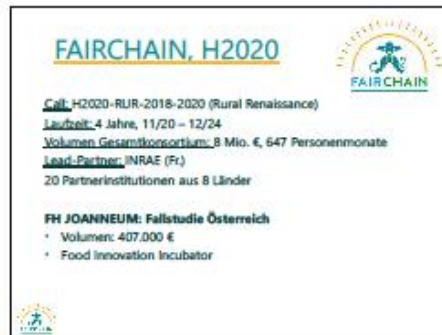 FAIRCHAIN, H2020
FAIRCHAIN
Call: H2020-RUR-2018-2020 (Rural Renaissance)
Laufzeit: 4 Jahre, 11/20 – 12/24
Volumen Gesamtkonsortium: 8 Mio. €, 647 Personenmonate
Lead-Partner: INRAE (Fr.)
20 Partnerinstitutionen aus 8 Länder
FH JOANNEUM: Fallstudie Österreich
• Volumen: 407.000 €
• Food Innovation Incubator